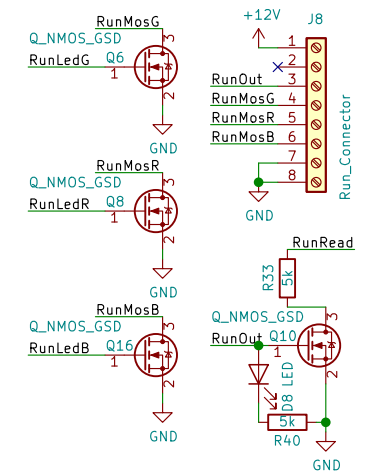 RunMosG
Q_NMOS_GSD
RunLedG
Q6
3
1
2
GND
RunMosR
Q_NMOS_GSD
RunLedR
Q8
3
1
2
GND
RunMosB
Q_NMOS_GSD
RunLedB
Q16
3
1
2
GND
+12V
J8
1
2
RunOut
3
RunMosG
4
RunMosR
5
RunMosB
6
7
8
Run_Connector
GND
RunRead
R33
5k
Q_NMOS_GSD
3
RunOut
Q10
1
2
D8
LED
5k
R40
GND